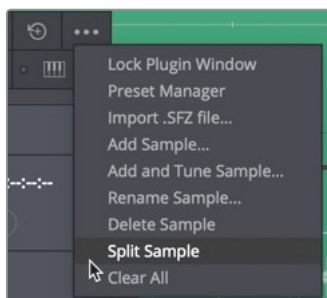 Lock Plugin Window
Preset Manager
Import .SFZ file...
Add Sample...
Add and Tune Sample...
Rename Sample...
Delete Sample
Split Sample
Clear All
--:--:--